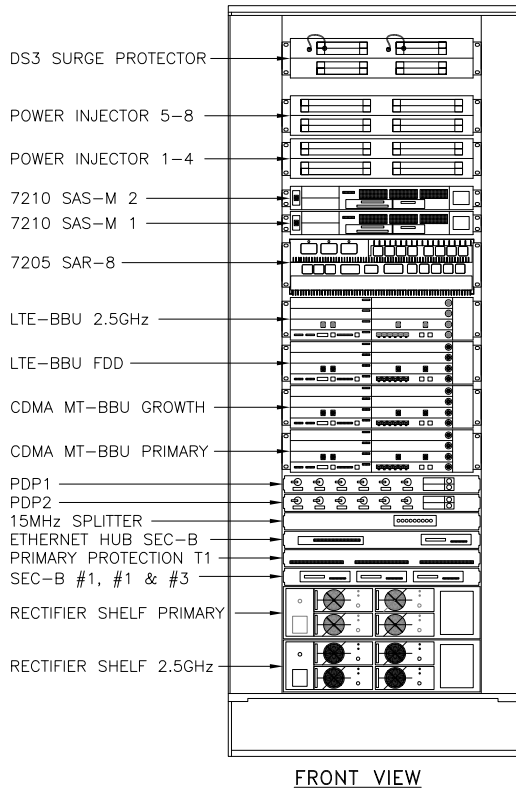 DS3 SURGE PROTECTOR
POWER INJECTOR 5-8
POWER INJECTOR 1-4
7210 SAS-M 2
7210 SAS-M 1
7205 SAR-8
LTE-BBU 2.5GHz
LTE-BBU FDD
CDMA MT-BBU GROWTH
CDMA MT-BBU PRIMARY
PDP1
PDP2
15MHz SPLITTER
ETHERNET HUB SEC-B
PRIMARY PROTECTION T1
SEC-B #1, #1 & #3
RECTIFIER SHELF PRIMARY
RECTIFIER SHELF 2.5GHz
FRONT VIEW